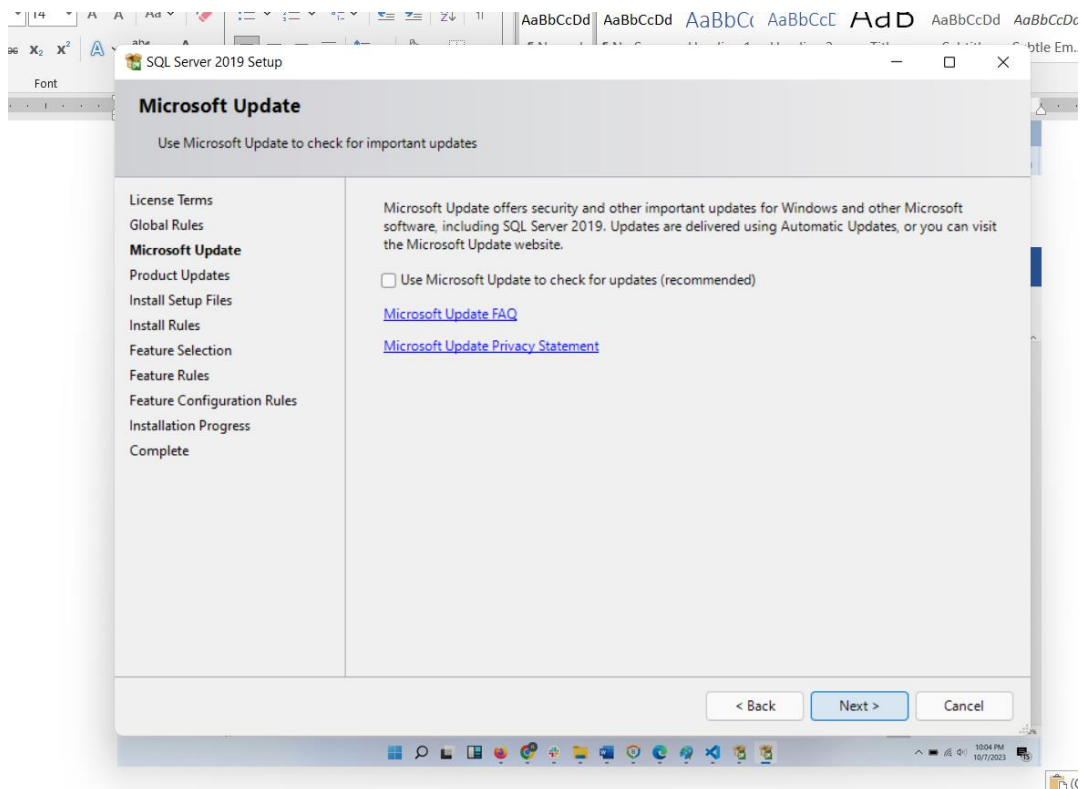 14 A A Aa
AaBbCcDd AaBbCcDd AaBbCc AaBbCcE AaB AaBbCcDd AaBbCcDd
X₂ X² A
Font
SQL Server 2019 Setup
Microsoft Update
Use Microsoft Update to check for important updates
License Terms
Global Rules
Microsoft Update
Product Updates
Install Setup Files
Install Rules
Feature Selection
Feature Rules
Feature Configuration Rules
Installation Progress
Complete
Microsoft Update offers security and other important updates for Windows and other Microsoft
software, including SQL Server 2019. Updates are delivered using Automatic Updates, or you can visit
the Microsoft Update website.
Use Microsoft Update to check for updates (recommended)
Microsoft Update FAQ
Microsoft Update Privacy Statement
< Back Next > Cancel
10:04 PM
10/7/2023